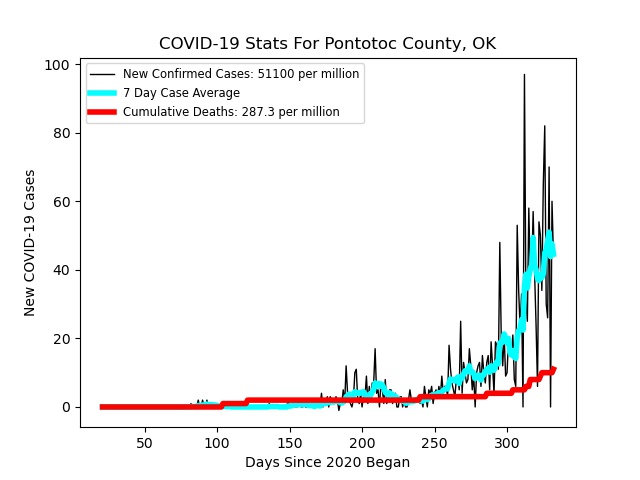 COVID-19 Stats For Pontotoc County, OK
New Confirmed Cases: 51100 per million
7 Day Case Average
Cumulative Deaths: 287.3 per million
New COVID-19 Cases
100
80
60
40
20
0
50
100
150
200
250
300
Days Since 2020 Began